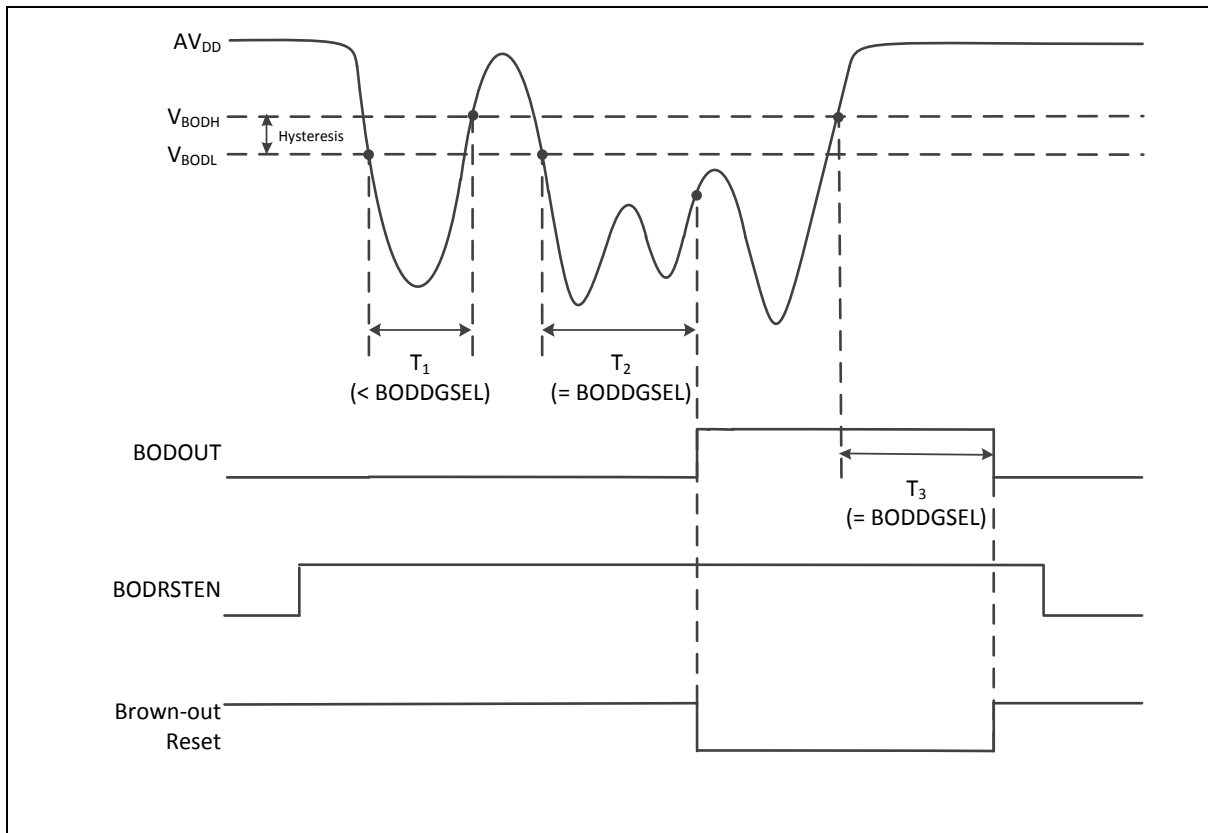 AVDD
VBODH
Hysteresis
VBODL
T1
(< BODDGSEL)
T2
(= BODDGSEL)
BODOUT
T3
(= BODDGSEL)
BODRSTEN
Brown-out
Reset